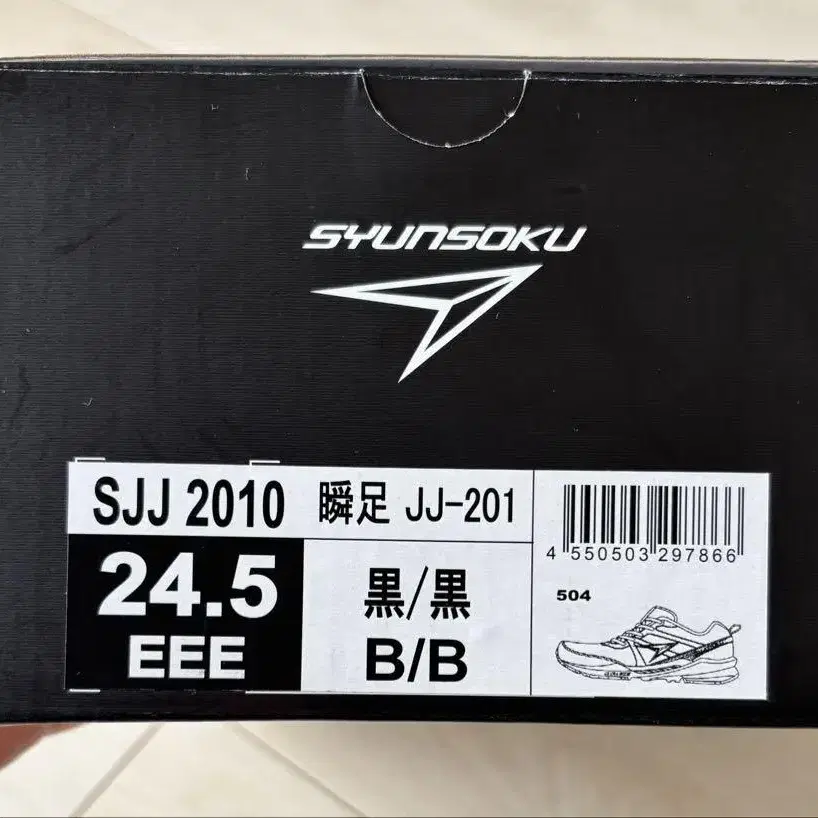 SYUNSOKU
SJJ 2010 瞬足 JJ-201
24.5
EEE
黒/黒
B/B
4 550503 297866
504